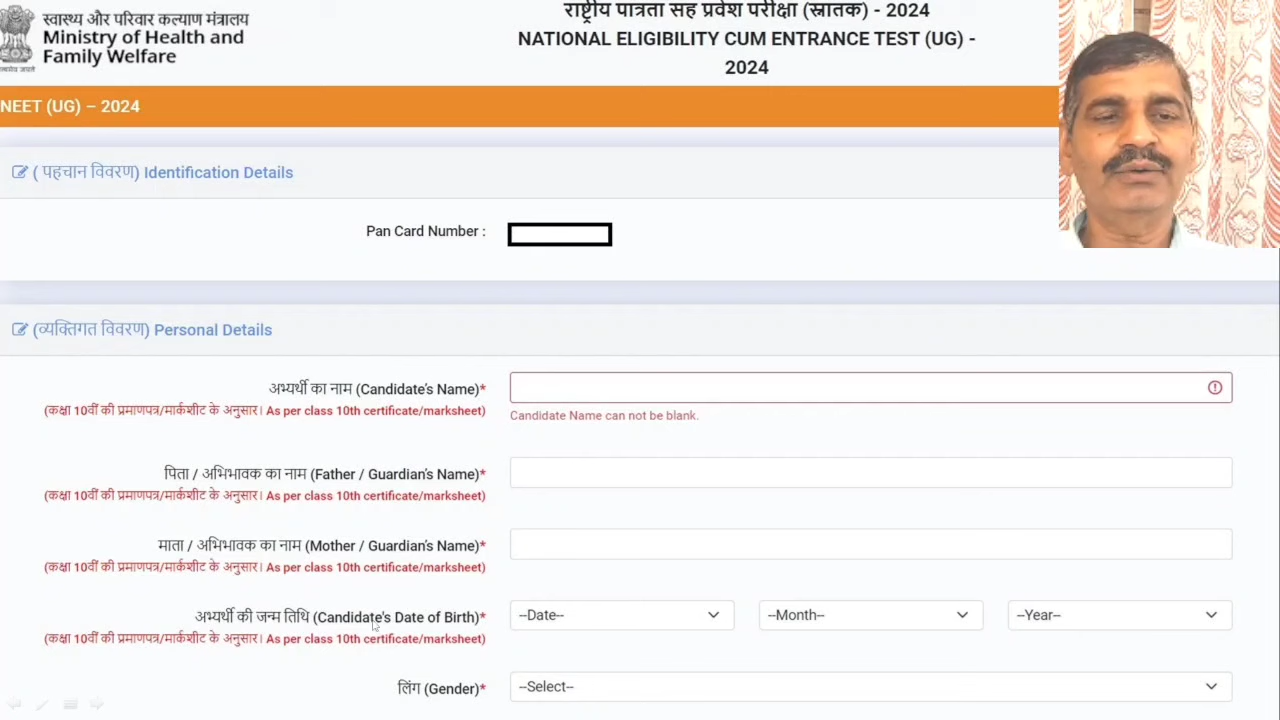 स्वास्थ्य और परिवार कल्याण मंत्रालय
Ministry of Health and
Family Welfare
राष्ट्रीय पात्रता सह प्रवेश परीक्षा (स्नातक) - 2024
NATIONAL ELIGIBILITY CUM ENTRANCE TEST (UG) -
2024
NEET (UG) – 2024
( पहचान विवरण) Identification Details
Pan Card Number :
(व्यक्तिगत विवरण) Personal Details
अभ्यर्थी का नाम (Candidate's Name)*
(कक्षा 10वीं की प्रमाणपत्र/मार्कशीट के अनुसार। As per class 10th certificate/marksheet)
Candidate Name can not be blank.
पिता / अभिभावक का नाम (Father / Guardian's Name)*
(कक्षा 10वीं की प्रमाणपत्र/मार्कशीट के अनुसार। As per class 10th certificate/marksheet)
माता / अभिभावक का नाम (Mother / Guardian's Name)*
(कक्षा 10वीं की प्रमाणपत्र/मार्कशीट के अनुसार। As per class 10th certificate/marksheet)
अभ्यर्थी की जन्म तिथि (Candidate's Date of Birth)* --Date-- --Month-- --Year--
(कक्षा 10वीं की प्रमाणपत्र/मार्कशीट के अनुसार। As per class 10th certificate/marksheet)
लिंग (Gender)* --Select--